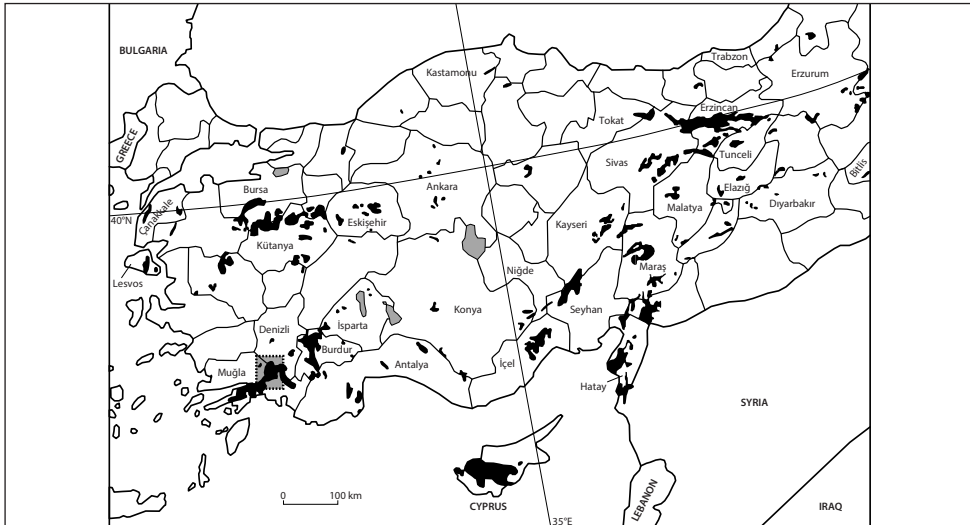 BULGARIA
Trabzon
Kastamonu
Erzurum
Erzincan
Tokat
GREECE
Sivas
Tunceli
Bitlis
Bursa
Ankara
Elazığ
40°N
Çanakkale
Eskişehir
Malatya
Dıyarbakır
Kayseri
Kütanya
Lesvos
Niğde
Maraş
Konya
Seyhan
Denizli
İsparta
Burdur
Muğla
Antalya
İçel
Hatay
SYRIA
0 100 km
CYPRUS
LEBANON
IRAQ
35°E